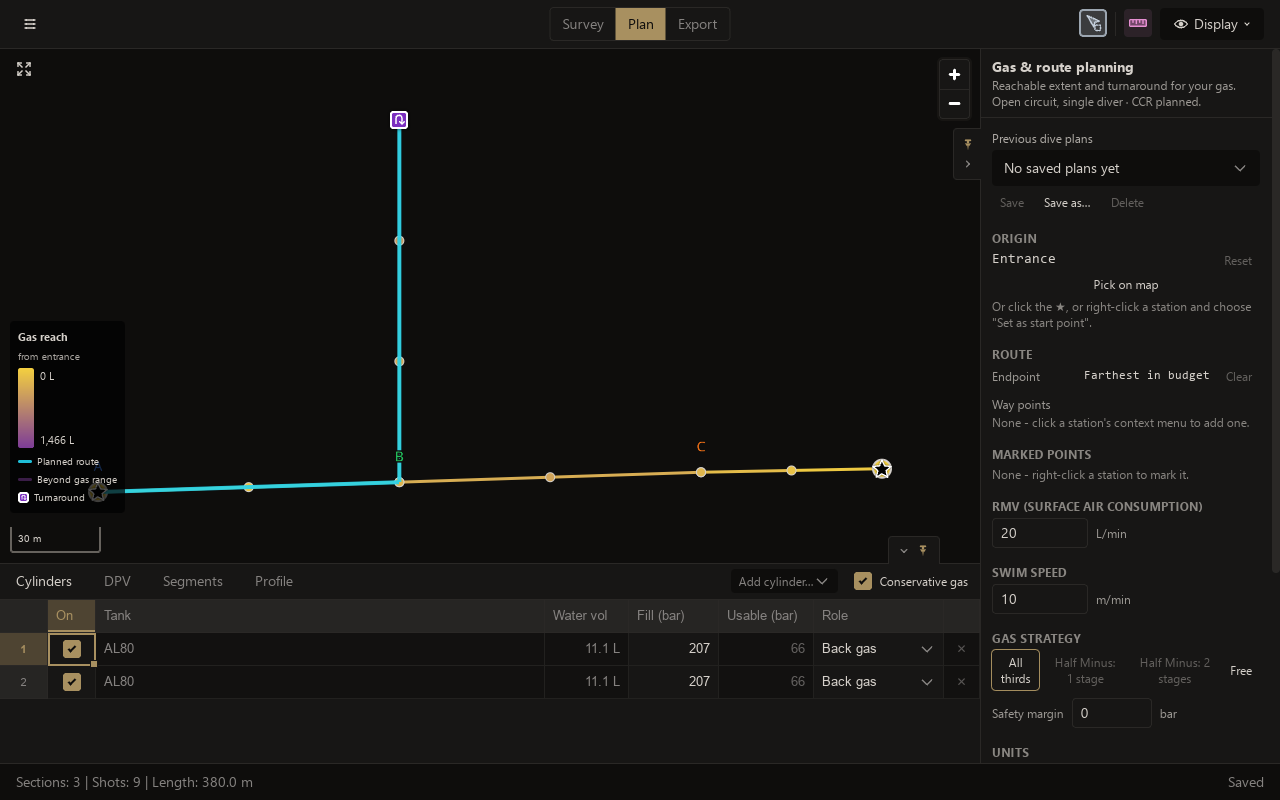 Survey
Plan
Export
Display
Gas & route planning
Reachable extent and turnaround for your gas.
Open circuit, single diver · CCR planned.
Previous dive plans
No saved plans yet
Save
Save as...
Delete
ORIGIN
Entrance
Reset
Pick on map
Or click the ★, or right-click a station and choose
"Set as start point".
ROUTE
Endpoint
Farthest in budget
Clear
Way points
None - click a station's context menu to add one.
MARKED POINTS
None - right-click a station to mark it.
RMV (SURFACE AIR CONSUMPTION)
20
L/min
SWIM SPEED
10
m/min
GAS STRATEGY
All
thirds
Half Minus:
1 stage
Half Minus: 2
stages
Free
Safety margin
0
bar
UNITS
B
C
A
Gas reach
from entrance
0 L
1,466 L
Planned route
Beyond gas range
Turnaround
30 m
Cylinders
DPV
Segments
Profile
Add cylinder...
Conservative gas
On
Tank
Water vol
Fill (bar)
Usable (bar)
Role
1
AL80
11.1 L
207
66
Back gas
×
2
AL80
11.1 L
207
66
Back gas
×
Sections: 3 | Shots: 9 | Length: 380.0 m
Saved